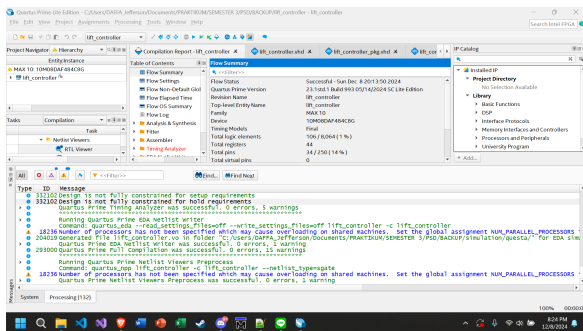 Quartus Prime Lite Edition - C:/Users/DAFFA_Jefferson/Documents/PRAKTIKUM/SEMESTER 3/PSD/BACKUP/lift_controller - lift_controller
File Edit View Project Assignments Processing Tools Window Help
Search Intel FPGA
lift_controller
Project Navigator Hierarchy
Entity:Instance
MAX 10: 10M08DAF484C8G
lift_controller
Tasks Compilation
Task
Netlist Viewers
RTL Viewer
Compilation Report - lift_controller
lift_controller.vhd
lift_controller_pkg.vhd
lift_con
Table of Contents
Flow Summary
Flow Settings
Flow Non-Default Glol
Flow Elapsed Time
Flow OS Summary
Flow Log
Analysis & Synthesis
Fitter
Assembler
Timing Analyzer
Flow Summary
<<Filter>>
Flow Status Successful - Sun Dec 8 20:13:50 2024
Quartus Prime Version 23.1std.1 Build 993 05/14/2024 SC Lite Edition
Revision Name lift_controller
Top-level Entity Name lift_controller
Family MAX 10
Device 10M08DAF484C8G
Timing Models Final
Total logic elements 106 / 8,064 ( 1 % )
Total registers 44
Total pins 34 / 250 ( 14 % )
Total virtual pins 0
IP Catalog
Installed IP
Project Directory
No Selection Available
Library
Basic Functions
DSP
Interface Protocols
Memory Interfaces and Controllers
Processors and Peripherals
University Program
+ Add...
All
<<Filter>>
Find...
Find Next
Type ID Message
332102 Design is not fully constrained for setup requirements
332102 Design is not fully constrained for hold requirements
Quartus Prime Timing Analyzer was successful. 0 errors, 5 warnings
Running Quartus Prime EDA Netlist Writer
Command: quartus_eda --read_settings_files=off --write_settings_files=off lift_controller -c lift_controller
18236 Number of processors has not been specified which may cause overloading on shared machines. Set the global assignment NUM_PARALLEL_PROCESSORS
204019 Generated file lift_controller.vo in folder "C:/Users/DAFFA_Jefferson/Documents/PRAKTIKUM/SEMESTER 3/PSD/BACKUP/simulation/questa/" for EDA simu
Quartus Prime EDA Netlist Writer was successful. 0 errors, 1 warning
293000 Quartus Prime Full Compilation was successful. 0 errors, 15 warnings
Running Quartus Prime Netlist Viewers Preprocess
Command: quartus_npp lift_controller -c lift_controller --netlist_type=sgate
18236 Number of processors has not been specified which may cause overloading on shared machines. Set the global assignment NUM_PARALLEL_PROCESSORS
Quartus Prime Netlist Viewers Preprocess was successful. 0 errors, 1 warning
Messages
System Processing (132)
100% 00:00:0
8:24 PM
12/8/2024